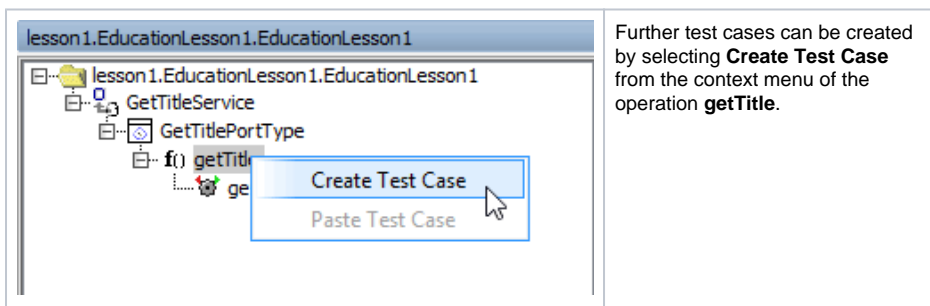 lesson1.EducationLesson1.EducationLesson1
lesson1.EducationLesson1.EducationLesson1
GetTitleService
GetTitlePortType
f() getTitle
ge
Create Test Case
Paste Test Case
Further test cases can be created
by selecting Create Test Case
from the context menu of the
operation getTitle.